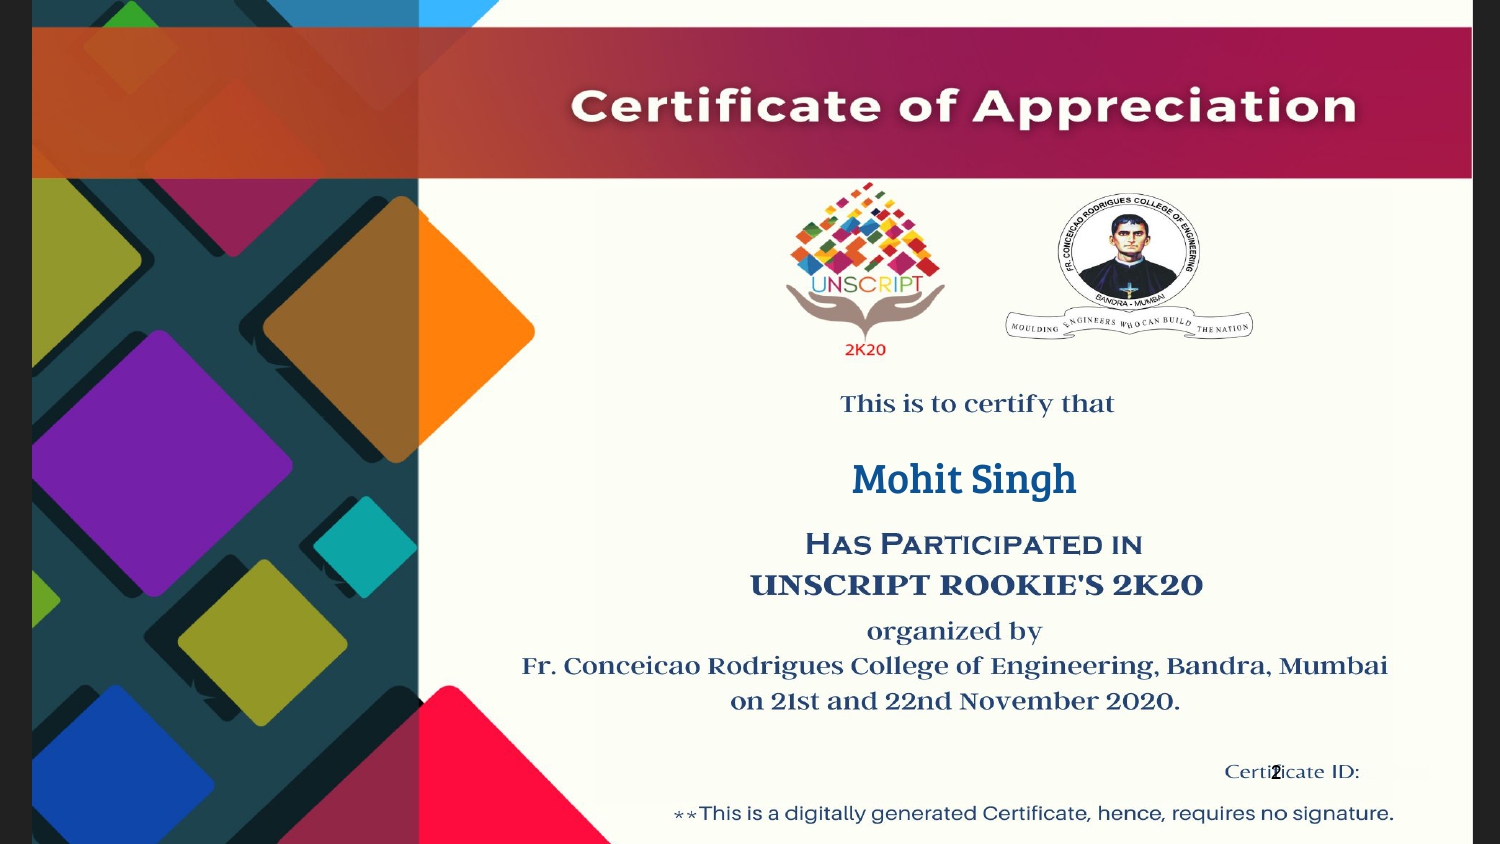 Certificate of Appreciation
UNSCRIPT
2K20
FR. CONCEICAO RODRIGUES COLLEGE OF ENGINEERING
BANDRA - MUMBAI
MOULDING ENGINEERS WHO CAN BUILD THE NATION
This is to certify that
Mohit Singh
Has Participated in
UNSCRIPT ROOKIE'S 2K20
organized by
Fr. Conceicao Rodrigues College of Engineering, Bandra, Mumbai
on 21st and 22nd November 2020.
Certificate ID:
2
**This is a digitally generated Certificate, hence, requires no signature.